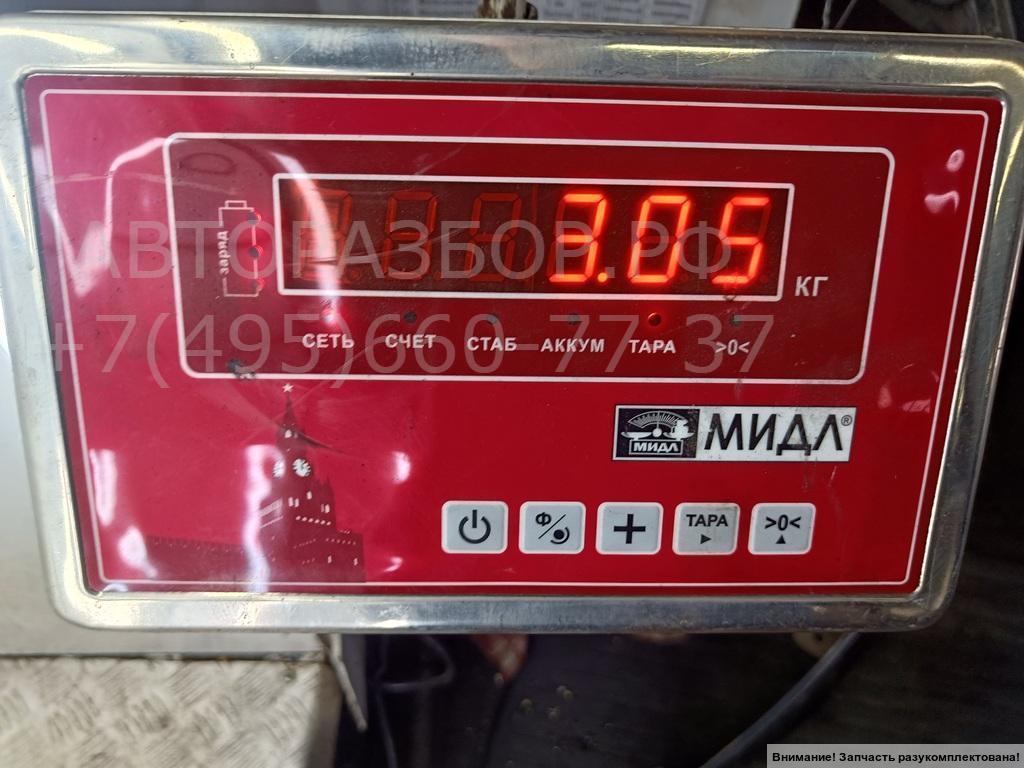 3.05
КГ
заряд
АВТОРАЗБОР.РФ
+7(495)660-77-37
СЕТЬ СЧЕТ СТАБ АККУМ ТАРА >0<
МИДЛ МИДЛ®
Ф ТАРА >0<
Внимание! Запчасть разукомплектована!